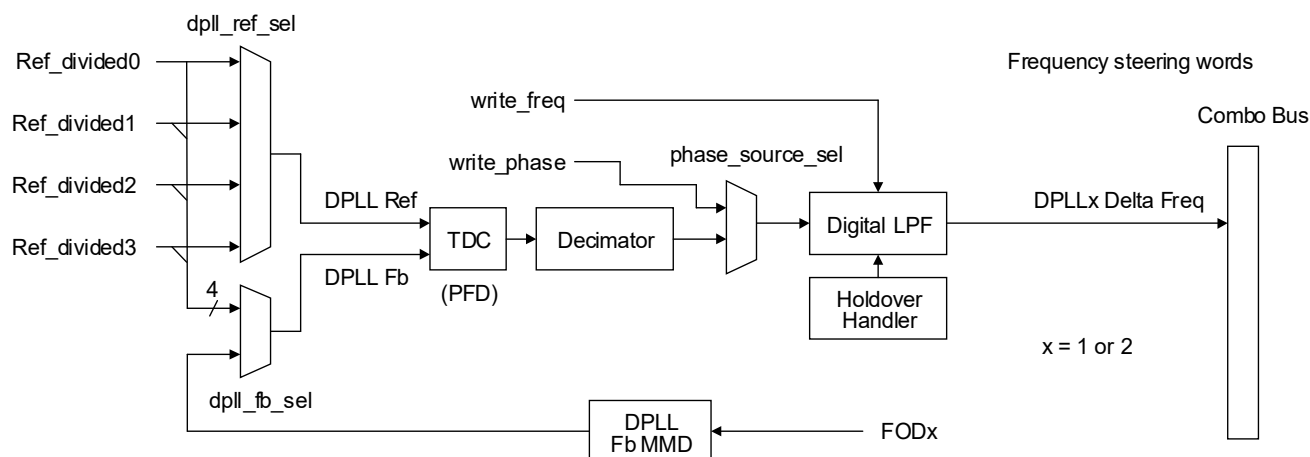 dpll_ref_sel
Ref_divided0
Ref_divided1
Ref_divided2
Ref_divided3
4
dpll_fb_sel
DPLL Ref
DPLL Fb
TDC
(PFD)
Decimator
write_freq
write_phase
phase_source_sel
Digital LPF
Holdover
Handler
Frequency steering words
Combo Bus
DPLLx Delta Freq
x = 1 or 2
DPLL
Fb MMD
FODx